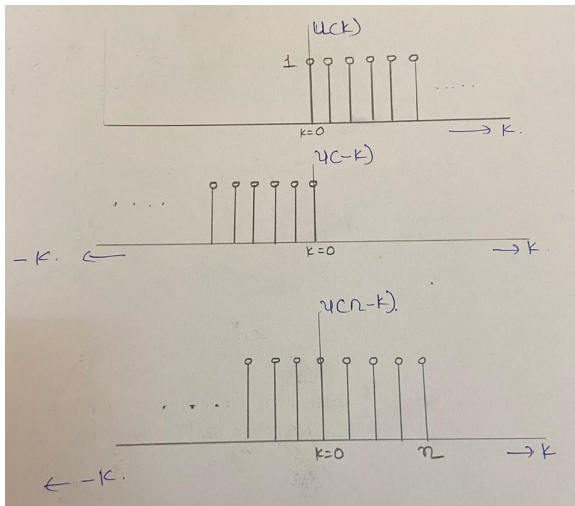 u(k)
1
.....
k=0
→ k.
u(-k)
....
-k. ←
k=0
→ k
u(n-k).
...
k=0
n
→ k
← -k.